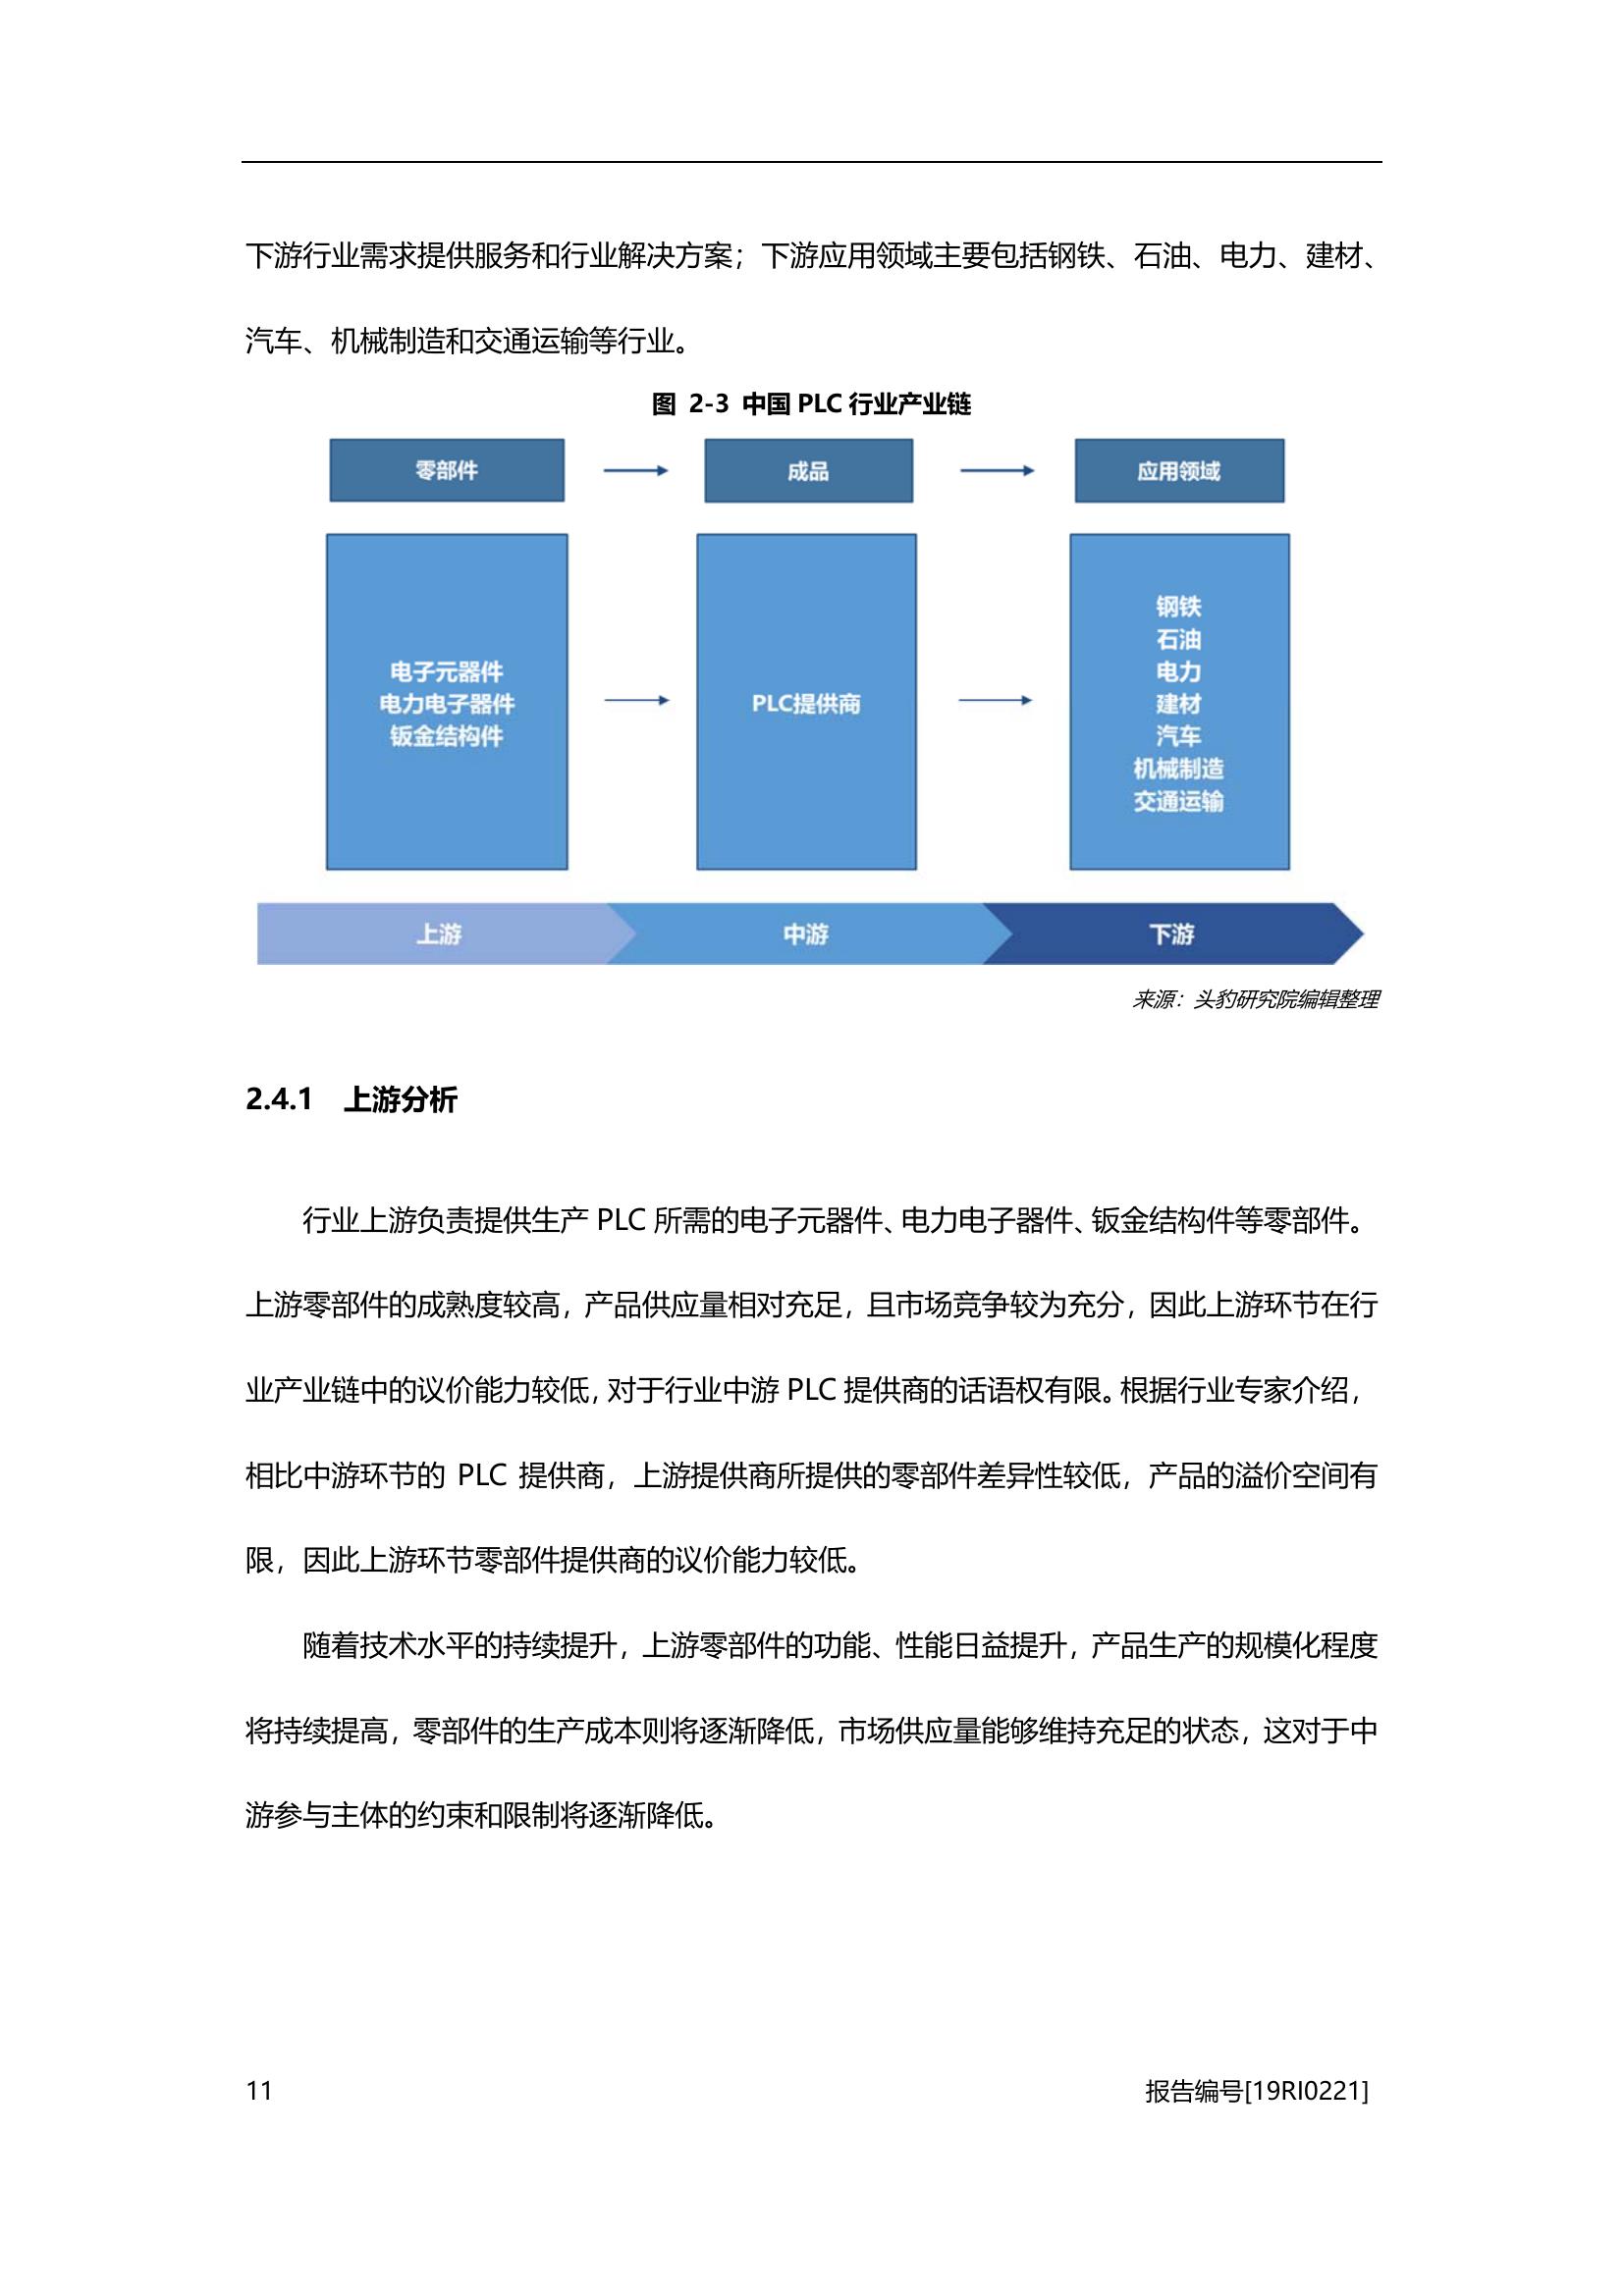 下游行业需求提供服务和行业解决方案；下游应用领域主要包括钢铁、石油、电力、建材、
汽车、机械制造和交通运输等行业。
图 2-3 中国 PLC 行业产业链
零部件
成品
应用领域
电子元器件
电力电子器件
钣金结构件
PLC提供商
钢铁
石油
电力
建材
汽车
机械制造
交通运输
上游
中游
下游
来源：头豹研究院编辑整理
2.4.1 上游分析
行业上游负责提供生产 PLC 所需的电子元器件、电力电子器件、钣金结构件等零部件。
上游零部件的成熟度较高，产品供应量相对充足，且市场竞争较为充分，因此上游环节在行
业产业链中的议价能力较低，对于行业中游 PLC 提供商的话语权有限。根据行业专家介绍，
相比中游环节的 PLC 提供商，上游提供商所提供的零部件差异性较低，产品的溢价空间有
限，因此上游环节零部件提供商的议价能力较低。
随着技术水平的持续提升，上游零部件的功能、性能日益提升，产品生产的规模化程度
将持续提高，零部件的生产成本则将逐渐降低，市场供应量能够维持充足的状态，这对于中
游参与主体的约束和限制将逐渐降低。
11
报告编号[19RI0221]